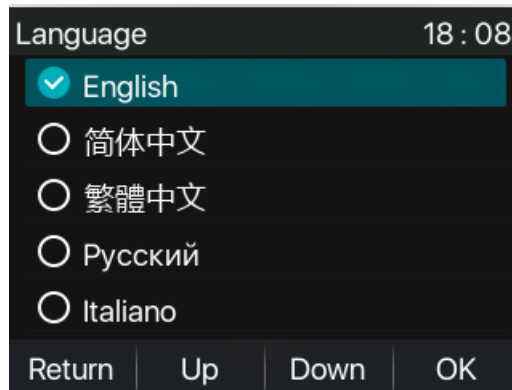 Language 18 : 08
English
简体中文
繁體中文
Русский
Italiano
Return Up Down OK